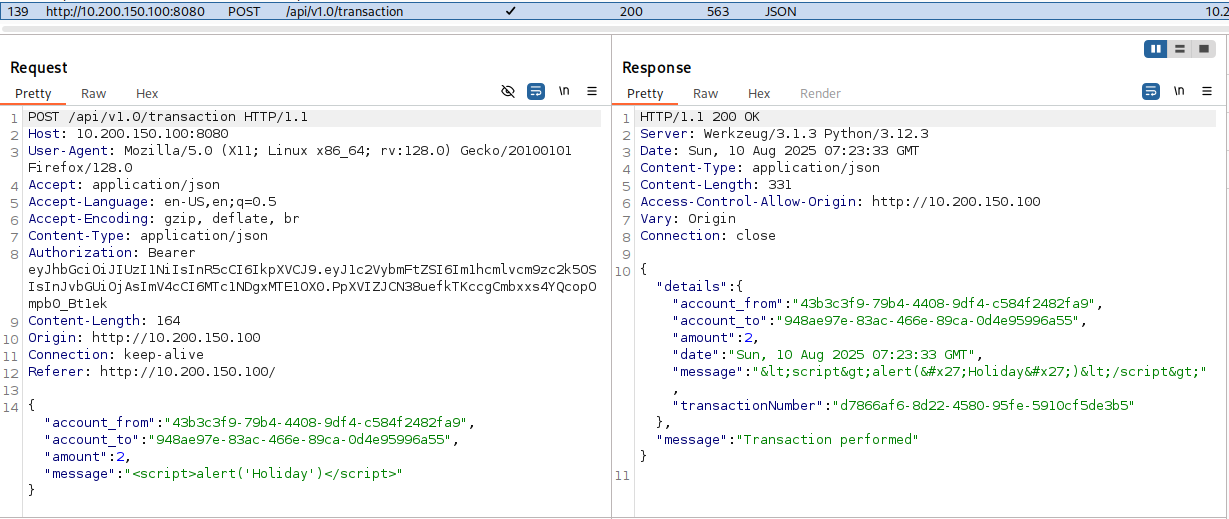 139 http://10.200.150.100:8080 POST /api/v1.0/transaction ✓ 200 563 JSON 10.2
Request
Pretty Raw Hex \n
1 POST /api/v1.0/transaction HTTP/1.1
2 Host: 10.200.150.100:8080
3 User-Agent: Mozilla/5.0 (X11; Linux x86_64; rv:128.0) Gecko/20100101
Firefox/128.0
4 Accept: application/json
5 Accept-Language: en-US,en;q=0.5
6 Accept-Encoding: gzip, deflate, br
7 Content-Type: application/json
8 Authorization: Bearer
eyJhbGciOiJIUzI1NiIsInR5cCI6IkpXVCJ9.eyJ1c2VybmFtZSI6Im1hcmlvcm9zc2k5OS
IsInJvbGUiOjAsImV4cCI6MTc1NDgxMTE1OX0.PpXVIZJCN38uefkTKccgCmbxxs4YQcopO
mpb0_Bt1ek
9 Content-Length: 164
10 Origin: http://10.200.150.100
11 Connection: keep-alive
12 Referer: http://10.200.150.100/
13
14 {
"account_from":"43b3c3f9-79b4-4408-9df4-c584f2482fa9",
"account_to":"948ae97e-83ac-466e-89ca-0d4e95996a55",
"amount":2,
"message":"<script>alert('Holiday')</script>"
}
Response
Pretty Raw Hex Render \n
1 HTTP/1.1 200 OK
2 Server: Werkzeug/3.1.3 Python/3.12.3
3 Date: Sun, 10 Aug 2025 07:23:33 GMT
4 Content-Type: application/json
5 Content-Length: 331
6 Access-Control-Allow-Origin: http://10.200.150.100
7 Vary: Origin
8 Connection: close
9
10 {
"details":{
"account_from":"43b3c3f9-79b4-4408-9df4-c584f2482fa9",
"account_to":"948ae97e-83ac-466e-89ca-0d4e95996a55",
"amount":2,
"date":"Sun, 10 Aug 2025 07:23:33 GMT",
"message":"&lt;script&gt;alert(&#x27;Holiday&#x27;)&lt;/script&gt;"
,
"transactionNumber":"d7866af6-8d22-4580-95fe-5910cf5de3b5"
},
"message":"Transaction performed"
}
11